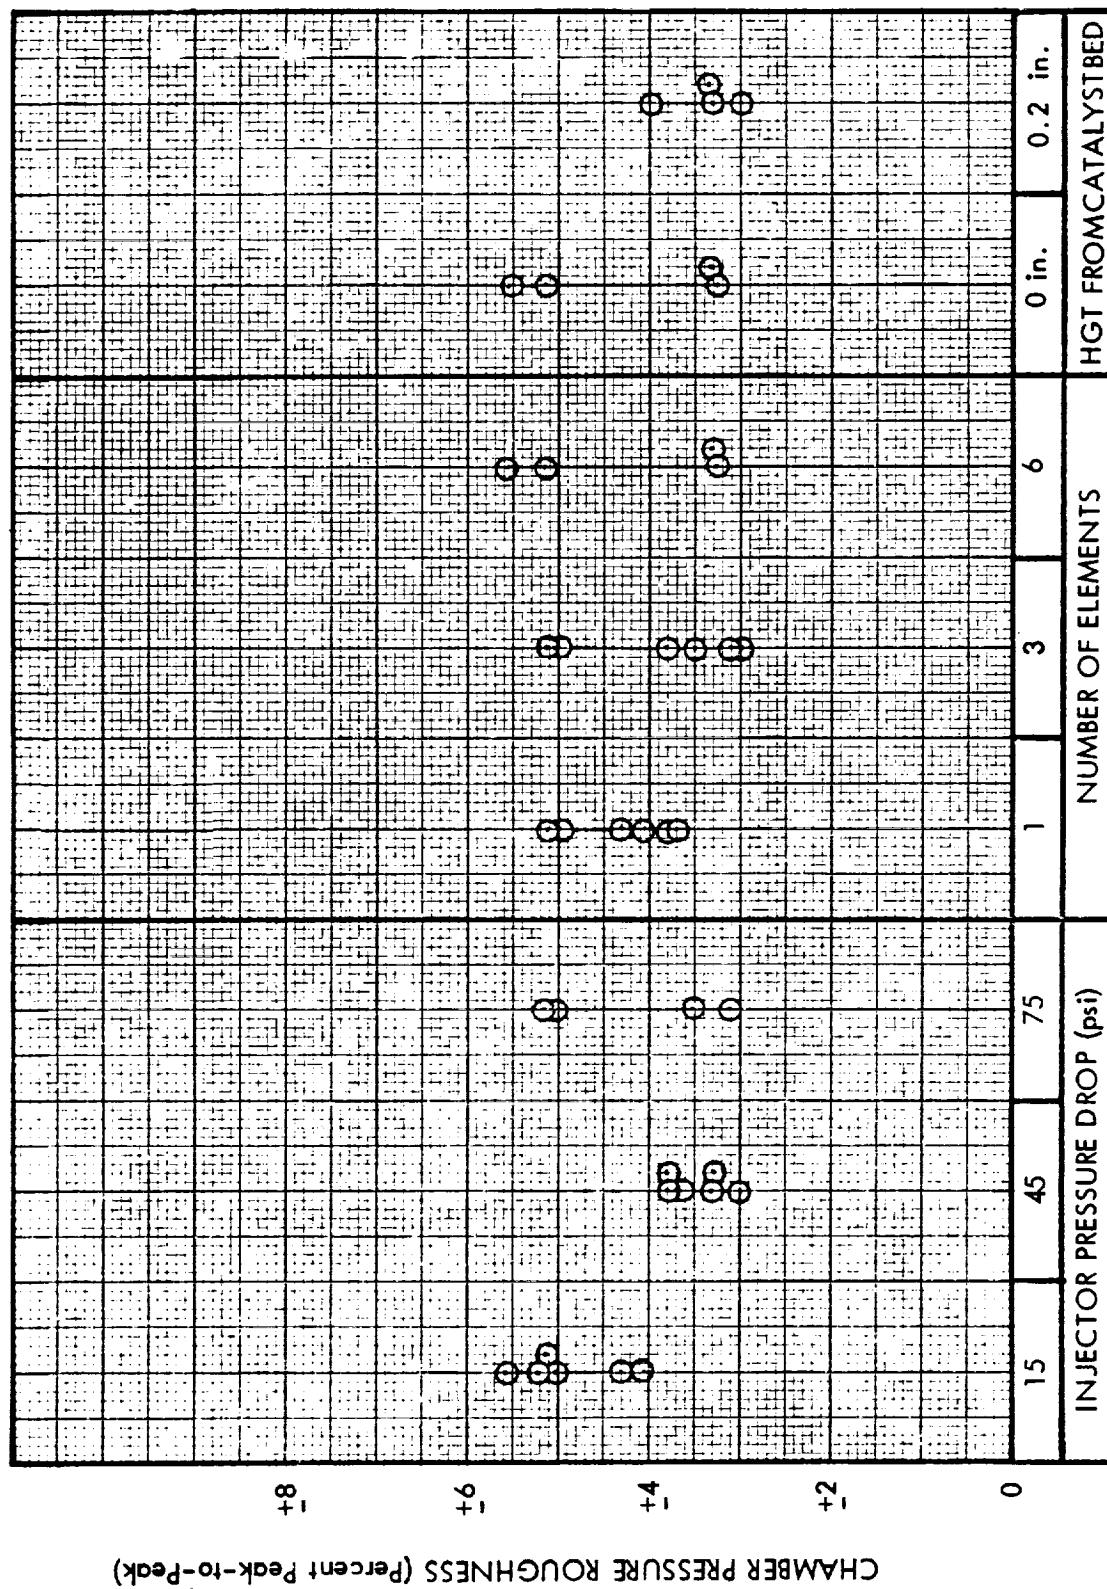 CHAMBER PRESSURE ROUGHNESS (Percent Peak-to-Peak)
±8
±6
±4
±2
0
15
45
75
1
3
6
0 in.
0.2 in.
INJECTOR PRESSURE DROP (psi)
NUMBER OF ELEMENTS
HGT FROMCATALYSTBED